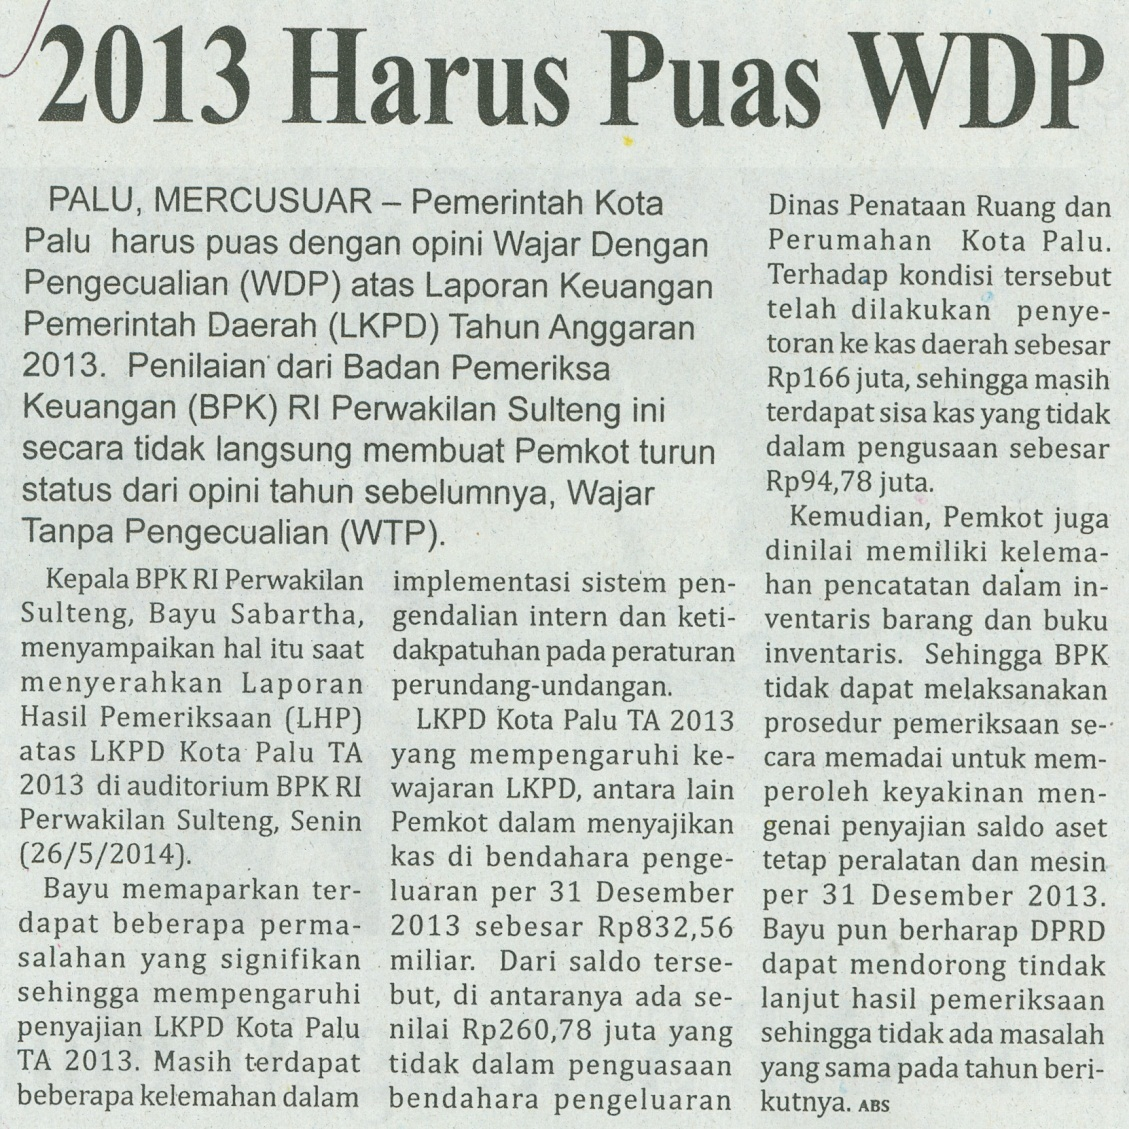 2013 Harus Puas WDP
PALU, MERCUSUAR – Pemerintah Kota
Palu harus puas dengan opini Wajar Dengan
Pengecualian (WDP) atas Laporan Keuangan
Pemerintah Daerah (LKPD) Tahun Anggaran
2013. Penilaian dari Badan Pemeriksa
Keuangan (BPK) RI Perwakilan Sulteng ini
secara tidak langsung membuat Pemkot turun
status dari opini tahun sebelumnya, Wajar
Tanpa Pengecualian (WTP).
Kepala BPK RI Perwakilan
Sulteng, Bayu Sabartha,
menyampaikan hal itu saat
menyerahkan Laporan
Hasil Pemeriksaan (LHP)
atas LKPD Kota Palu TA
2013 di auditorium BPK RI
Perwakilan Sulteng, Senin
(26/5/2014).
Bayu memaparkan ter-
dapat beberapa perma-
salahan yang signifikan
sehingga mempengaruhi
penyajian LKPD Kota Palu
TA 2013. Masih terdapat
beberapa kelemahan dalam
implementasi sistem pen-
gendalian intern dan keti-
dakpatuhan pada peraturan
perundang-undangan.
LKPD Kota Palu TA 2013
yang mempengaruhi ke-
wajaran LKPD, antara lain
Pemkot dalam menyajikan
kas di bendahara penge-
luaran per 31 Desember
2013 sebesar Rp832,56
miliar. Dari saldo terse-
but, di antaranya ada se-
nilai Rp260,78 juta yang
tidak dalam penguasaan
bendahara pengeluaran
Dinas Penataan Ruang dan
Perumahan Kota Palu.
Terhadap kondisi tersebut
telah dilakukan penye-
toran ke kas daerah sebesar
Rp166 juta, sehingga masih
terdapat sisa kas yang tidak
dalam pengusaan sebesar
Rp94,78 juta.
Kemudian, Pemkot juga
dinilai memiliki kelema-
han pencatatan dalam in-
ventaris barang dan buku
inventaris. Sehingga BPK
tidak dapat melaksanakan
prosedur pemeriksaan se-
cara memadai untuk mem-
peroleh keyakinan men-
genai penyajian saldo aset
tetap peralatan dan mesin
per 31 Desember 2013.
Bayu pun berharap DPRD
dapat mendorong tindak
lanjut hasil pemeriksaan
sehingga tidak ada masalah
yang sama pada tahun beri-
kutnya. ABS